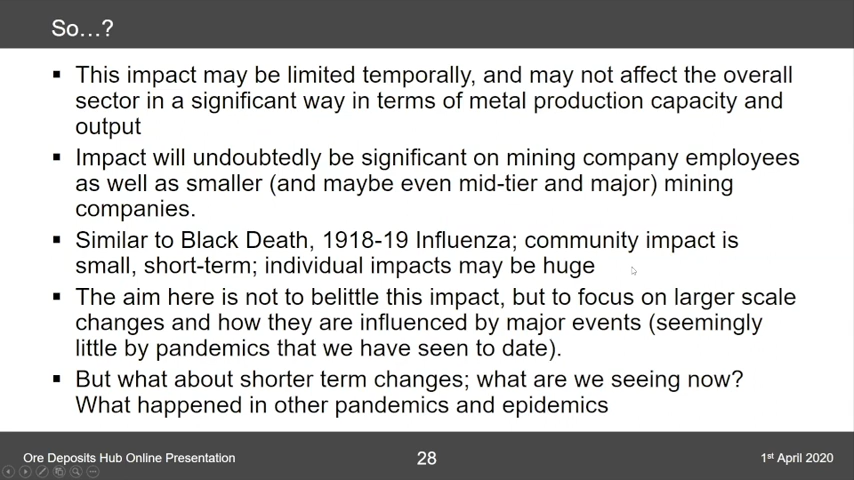 So…?
▪ This impact may be limited temporally, and may not affect the overall
sector in a significant way in terms of metal production capacity and
output
▪ Impact will undoubtedly be significant on mining company employees
as well as smaller (and maybe even mid-tier and major) mining
companies.
▪ Similar to Black Death, 1918-19 Influenza; community impact is
small, short-term; individual impacts may be huge
▪ The aim here is not to belittle this impact, but to focus on larger scale
changes and how they are influenced by major events (seemingly
little by pandemics that we have seen to date).
▪ But what about shorter term changes; what are we seeing now?
What happened in other pandemics and epidemics
Ore Deposits Hub Online Presentation
28
1st April 2020